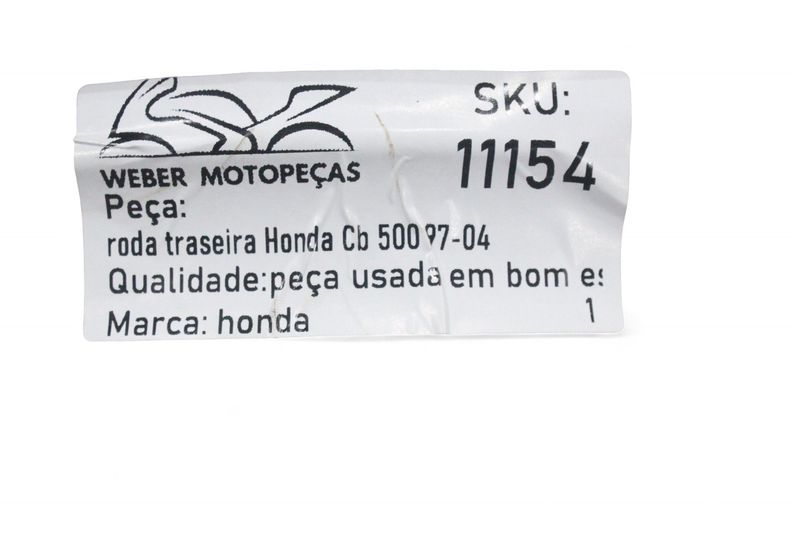 SKU:
WEBER MOTOPEÇAS 11154
Peça:
roda traseira Honda Cb 500 97-04
Qualidade:peça usada em bom es
Marca: honda 1